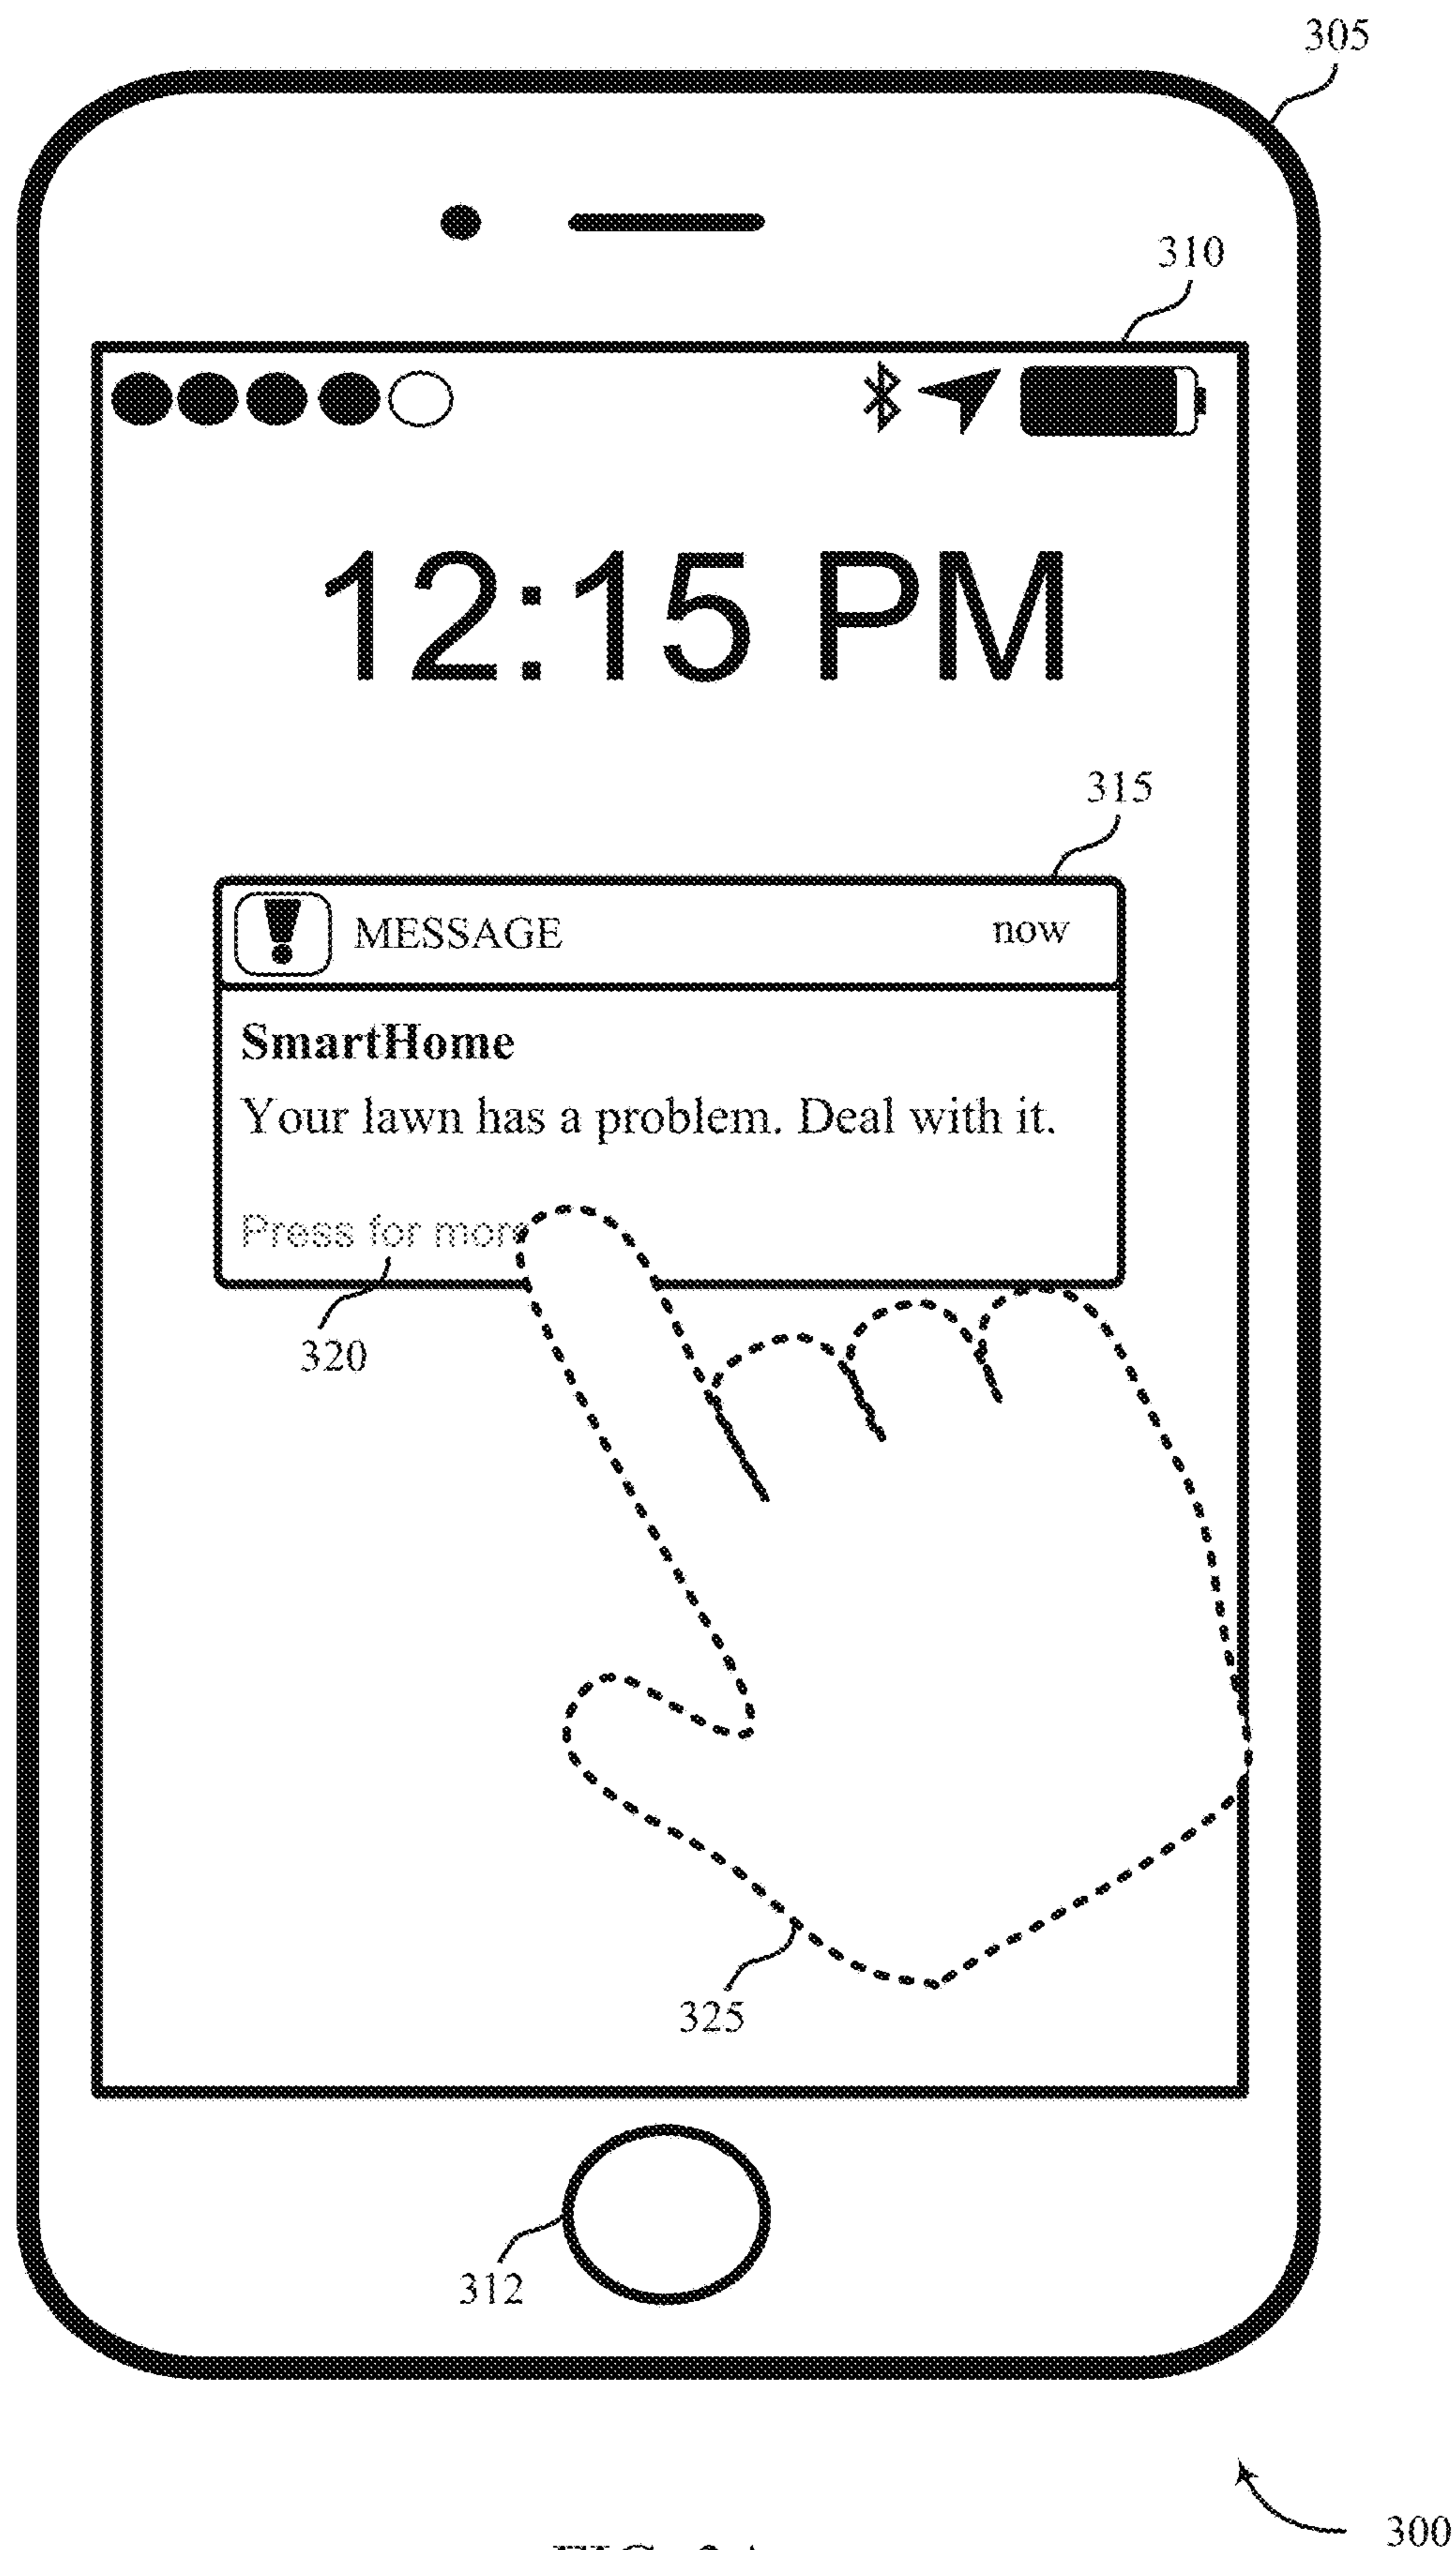 305
310
12:15 PM
315
MESSAGE now
SmartHome
Your lawn has a problem. Deal with it.
Press for more
320
325
312
300